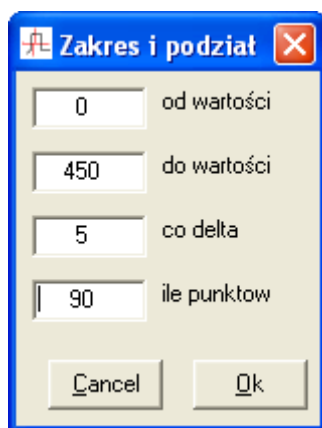 Zakres i podział
0 od wartości
450 do wartości
5 co delta
90 ile punktow
Cancel Ok